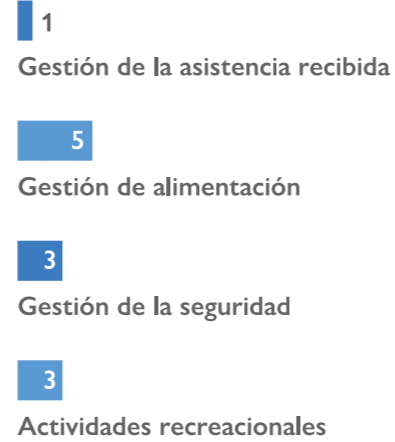 1
Gestión de la asistencia recibida
5
Gestión de alimentación
3
Gestión de la seguridad
3
Actividades recreacionales